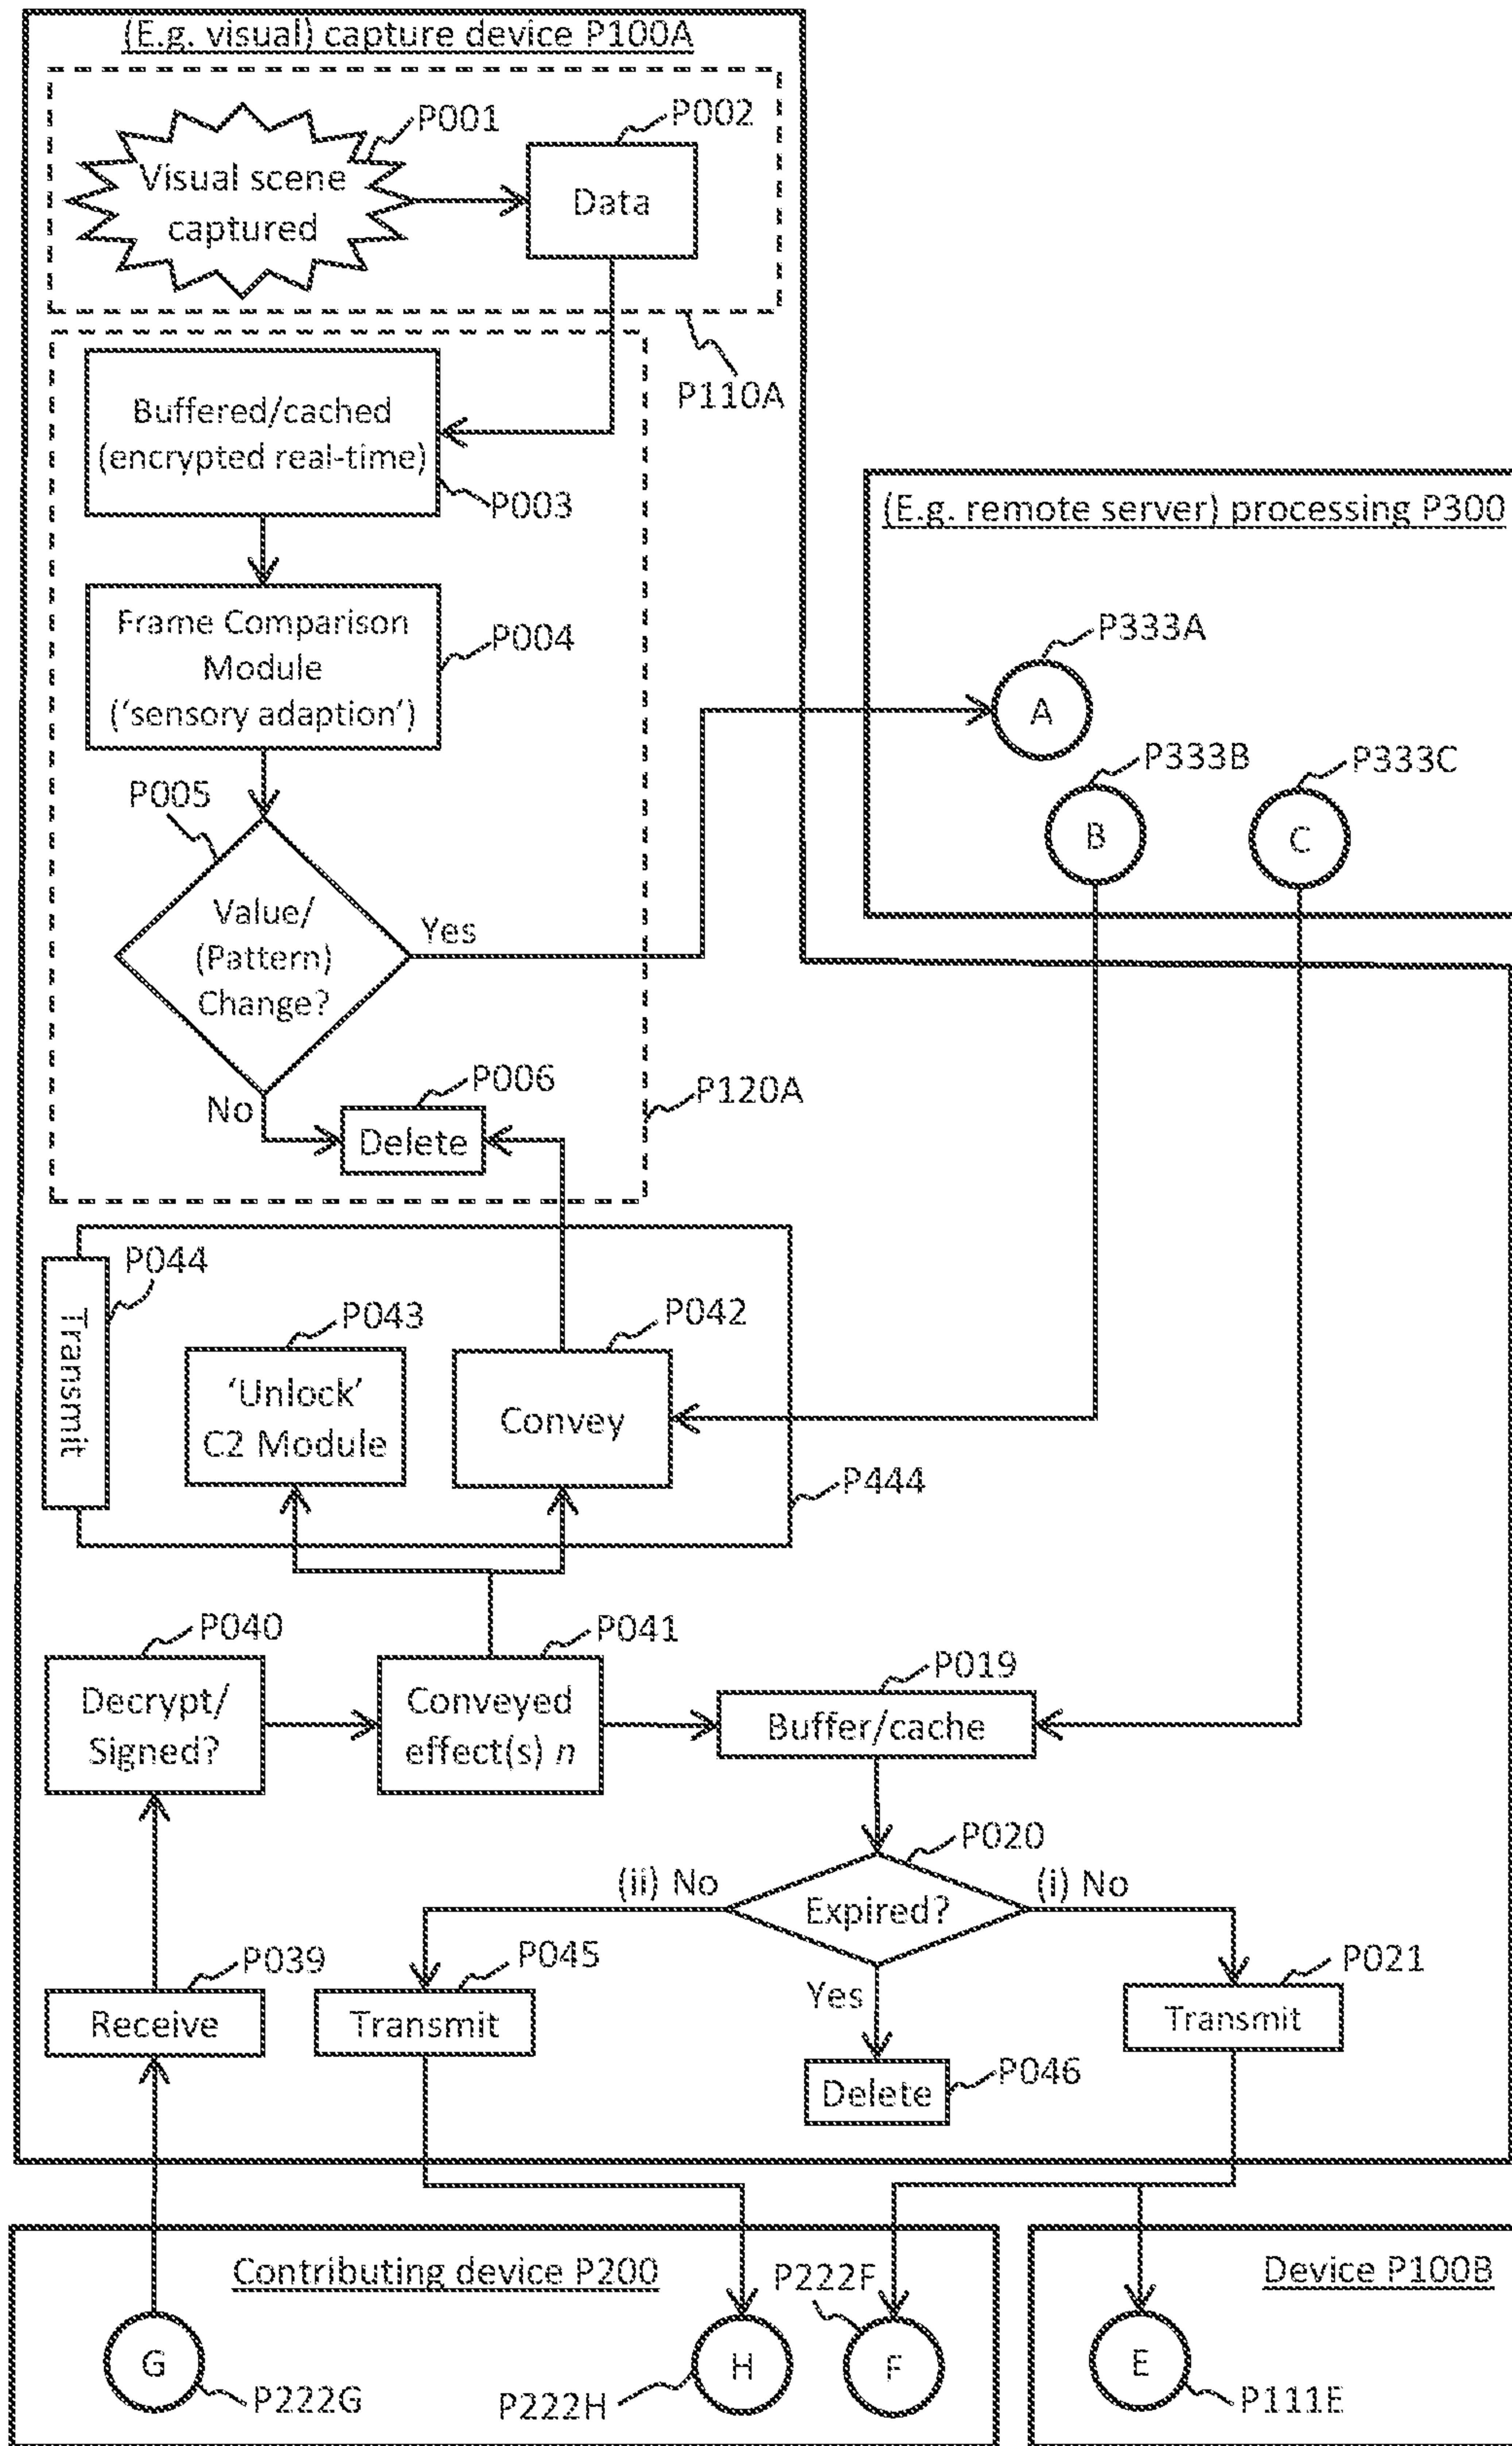 (E.g. visual) capture device P100A
P001
P002
Visual scene
captured
Data
P110A
Buffered/cached
(encrypted real-time)
P003
(E.g. remote server) processing P300
Frame Comparison
Module
('sensory adaption')
P004
P333A
A
P333B
P333C
B
C
P005
Value/
(Pattern)
Change?
Yes
No
P006
Delete
P120A
P044
Transmit
P043
'Unlock'
C2 Module
P042
Convey
P444
P040
Decrypt/
Signed?
P041
Conveyed
effect(s) n
P019
Buffer/cache
P020
(ii) No
Expired?
(i) No
P039
Receive
P045
Transmit
Yes
P046
Delete
P021
Transmit
Contributing device P200
Device P100B
P222F
G
H
F
E
P222G
P222H
P111E